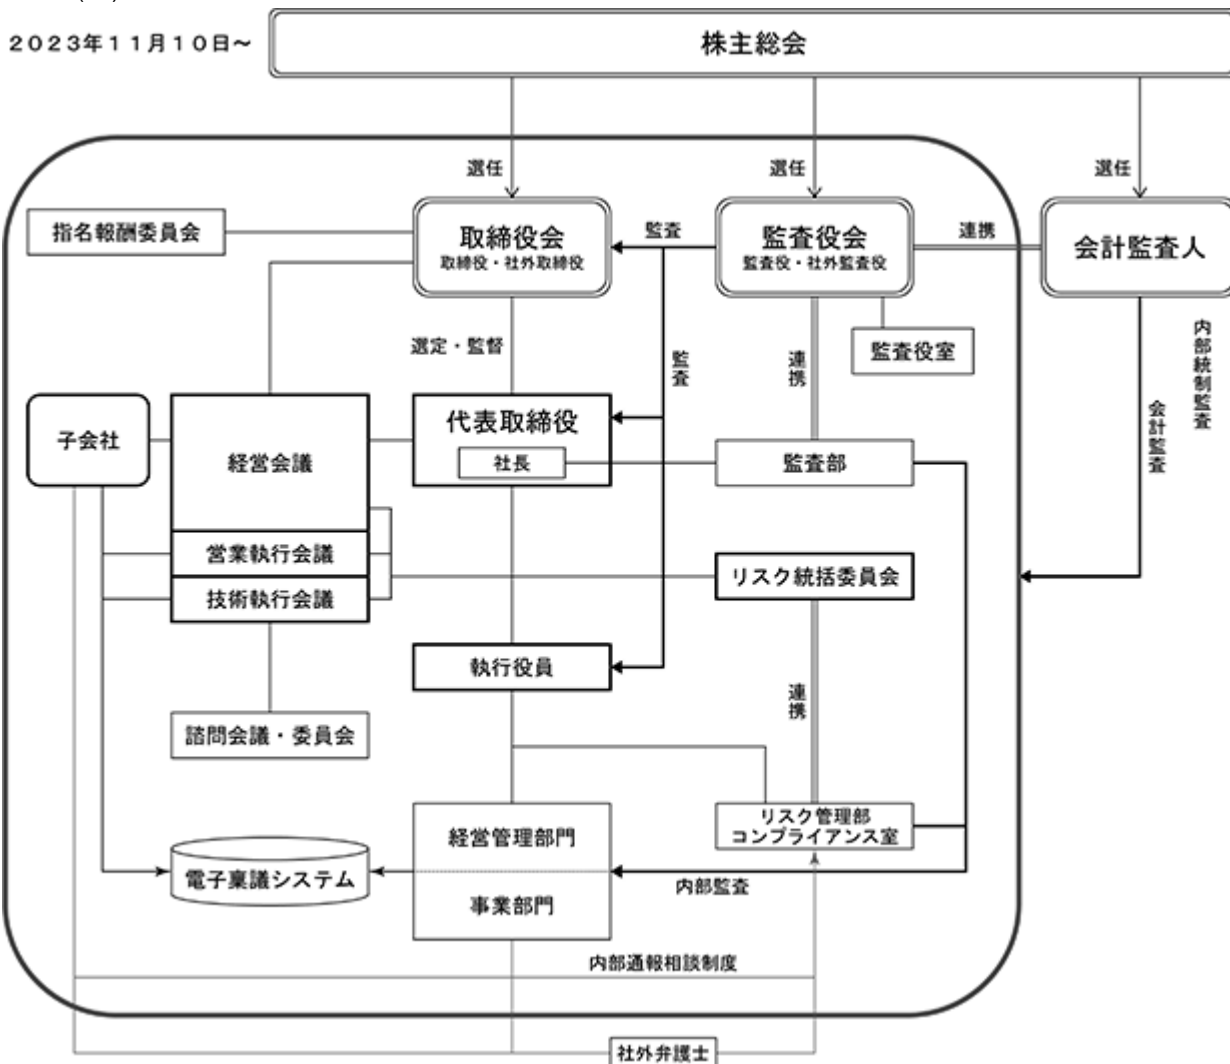 ２０２３年１１月１０日～
株主総会
選任
選任
選任
指名報酬委員会
取締役会
取締役・社外取締役
監査
監査役会
監査役・社外監査役
連携
会計監査人
選定・監督
監査
連携
監査役室
内部統制監査
会計監査
子会社
経営会議
代表取締役
社長
監査部
営業執行会議
技術執行会議
リスク統括委員会
執行役員
連携
諮問会議・委員会
経営管理部門
リスク管理部
コンプライアンス室
電子稟議システム
内部監査
事業部門
内部通報相談制度
社外弁護士